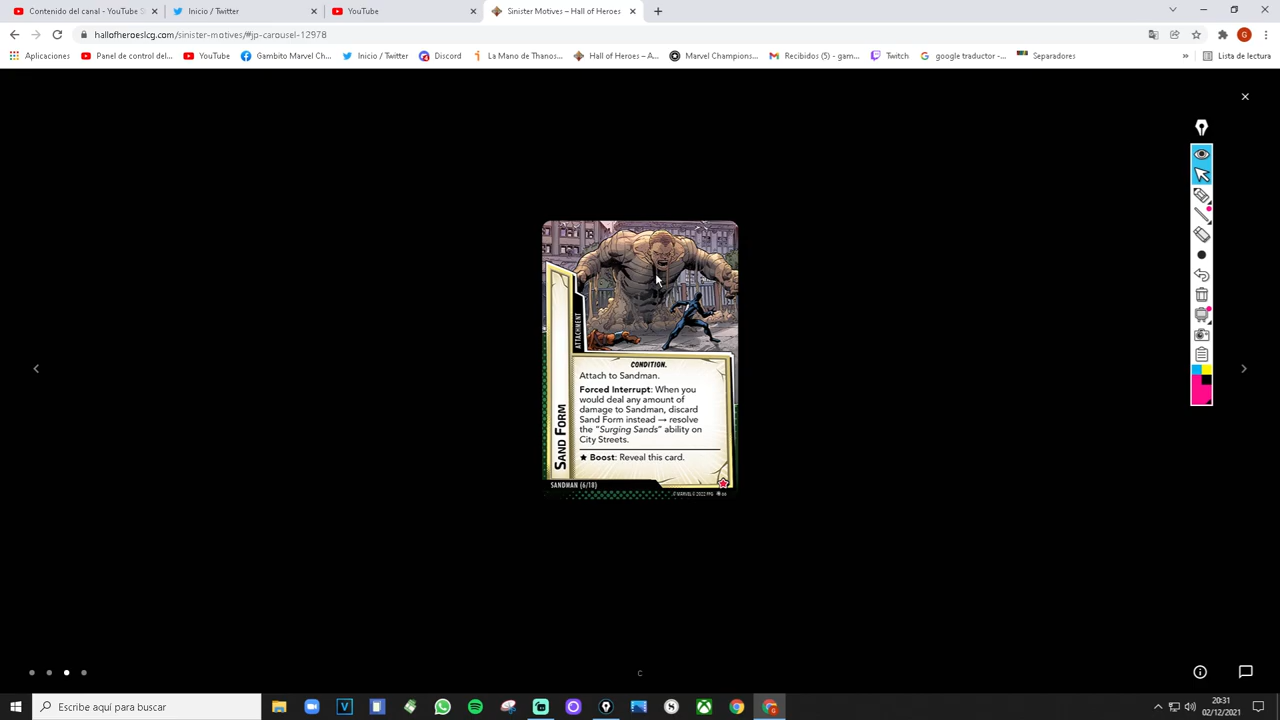 Contenido del canal - YouTube S
Inicio / Twitter
YouTube
Sinister Motives – Hall of Heroes
hallofheroeslcg.com/sinister-motives/#jp-carousel-12978
G
Aplicaciones
Panel de control del...
YouTube
Gambito Marvel Ch...
Inicio / Twitter
Discord
La Mano de Thanos...
Hall of Heroes – A...
Marvel Champions...
Recibidos (5) - gam...
Twitch
google traductor -...
Separadores
»
Lista de lectura
ATTACHMENT
SAND FORM
CONDITION.
Attach to Sandman.
Forced Interrupt: When you
would deal any amount of
damage to Sandman, discard
Sand Form instead → resolve
the “Surging Sands” ability on
City Streets.
★ Boost: Reveal this card.
SANDMAN (6/18)
© MARVEL © 2022 FFG 66
C
Escribe aquí para buscar
20:31
02/12/2021